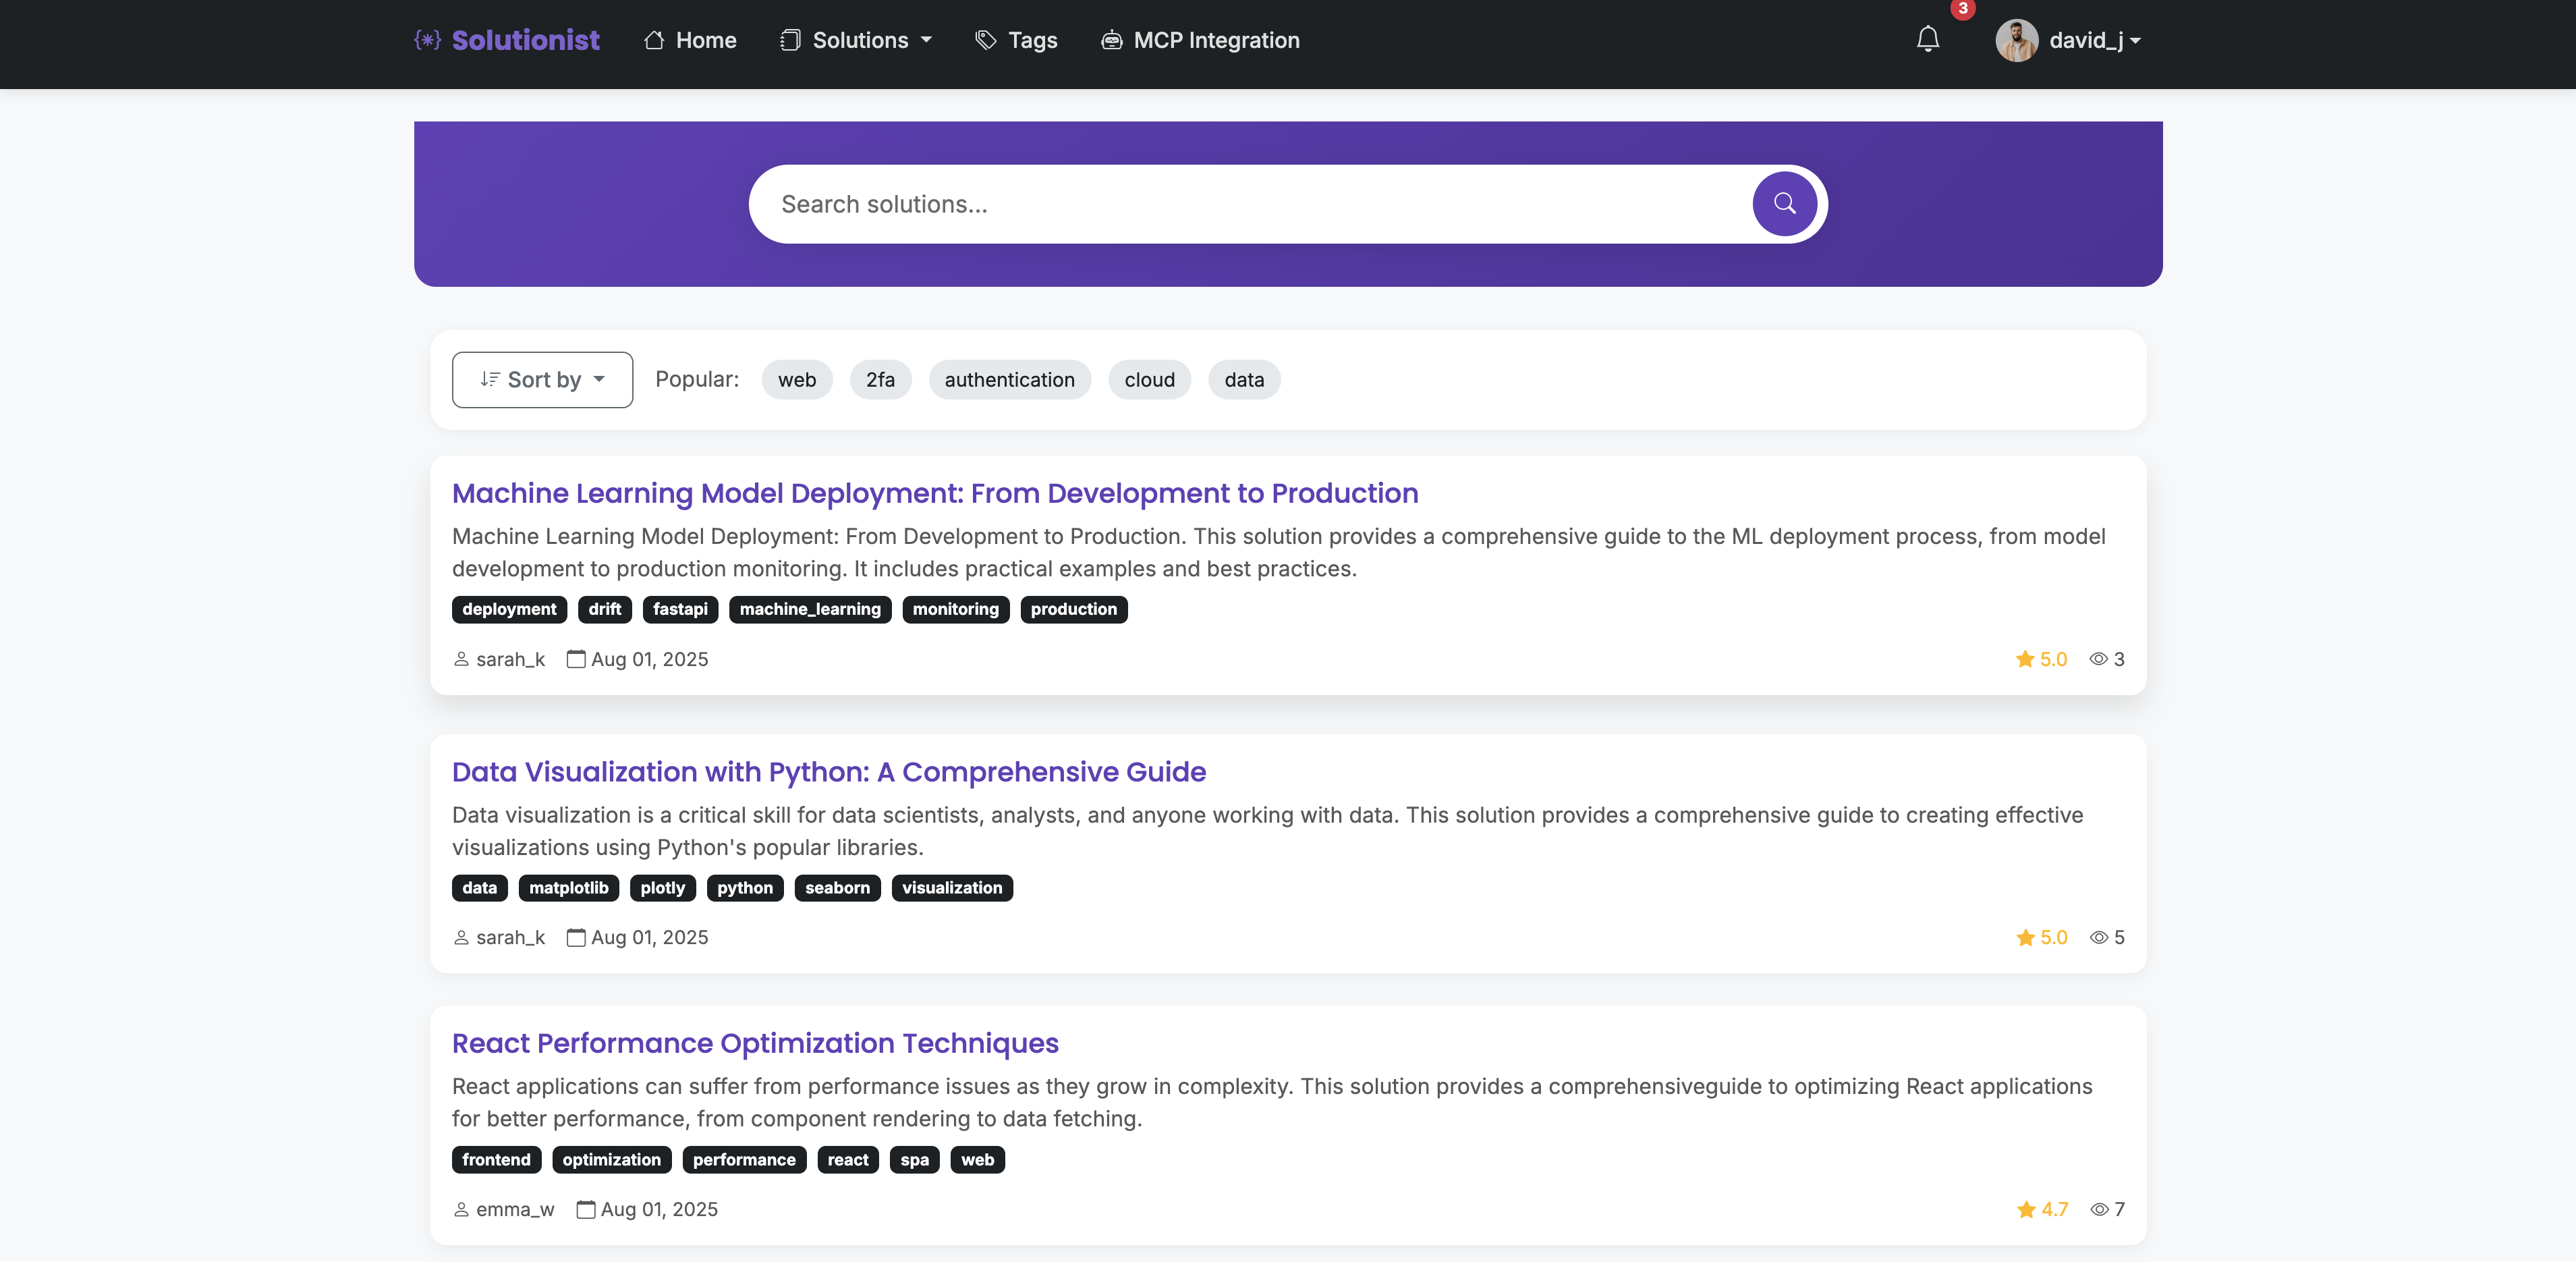 {*} Solutionist Home Solutions Tags MCP Integration 3 david_j
Search solutions...
Sort by Popular: web 2fa authentication cloud data
Machine Learning Model Deployment: From Development to Production
Machine Learning Model Deployment: From Development to Production. This solution provides a comprehensive guide to the ML deployment process, from model
development to production monitoring. It includes practical examples and best practices.
deployment drift fastapi machine_learning monitoring production
sarah_k Aug 01, 2025 5.0 3
Data Visualization with Python: A Comprehensive Guide
Data visualization is a critical skill for data scientists, analysts, and anyone working with data. This solution provides a comprehensive guide to creating effective
visualizations using Python's popular libraries.
data matplotlib plotly python seaborn visualization
sarah_k Aug 01, 2025 5.0 5
React Performance Optimization Techniques
React applications can suffer from performance issues as they grow in complexity. This solution provides a comprehensiveguide to optimizing React applications
for better performance, from component rendering to data fetching.
frontend optimization performance react spa web
emma_w Aug 01, 2025 4.7 7